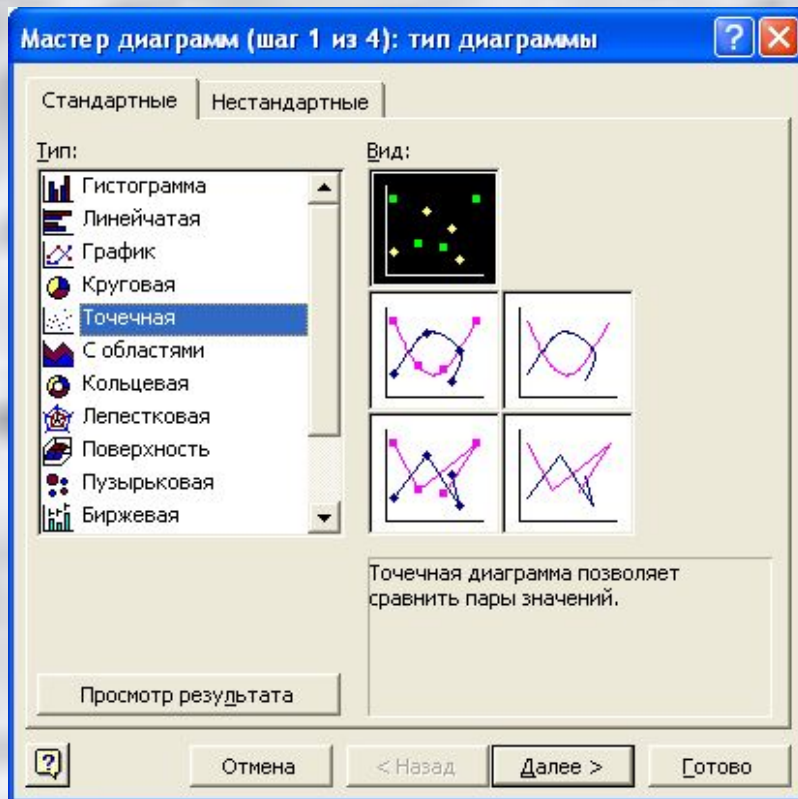 Мастер диаграмм (шаг 1 из 4): тип диаграммы
Стандартные Нестандартные
Тип:
Гистограмма
Линейчатая
График
Круговая
Точечная
С областями
Кольцевая
Лепестковая
Поверхность
Пузырьковая
Биржевая
Вид:
Точечная диаграмма позволяет
сравнить пары значений.
Просмотр результата
Отмена < Назад Далее > Готово